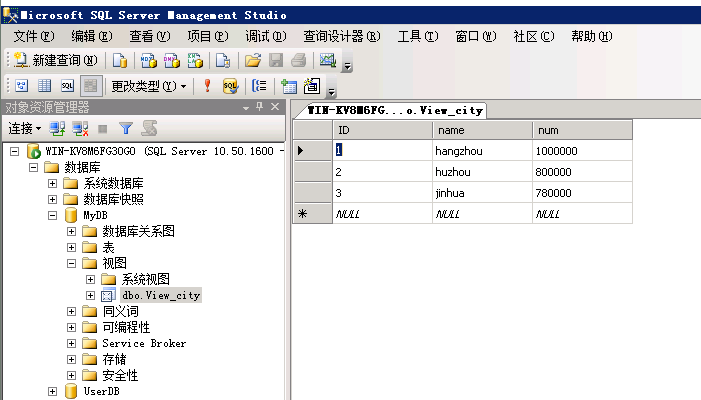 Microsoft SQL Server Management Studio
文件(F) 编辑(E) 查看(V) 项目(P) 调试(D) 查询设计器(R) 工具(T) 窗口(W) 社区(C) 帮助(H)
新建查询(N)
更改类型(Y)
对象资源管理器
连接
WIN-KV8M6FG30GO (SQL Server 10.50.1600 -
数据库
系统数据库
数据库快照
MyDB
数据库关系图
表
视图
系统视图
dbo.View_city
同义词
可编程性
Service Broker
存储
安全性
UserDB
WIN-KV8M6FG...o.View_city
ID name num
1 hangzhou 1000000
2 huzhou 800000
3 jinhua 780000
NULL NULL NULL